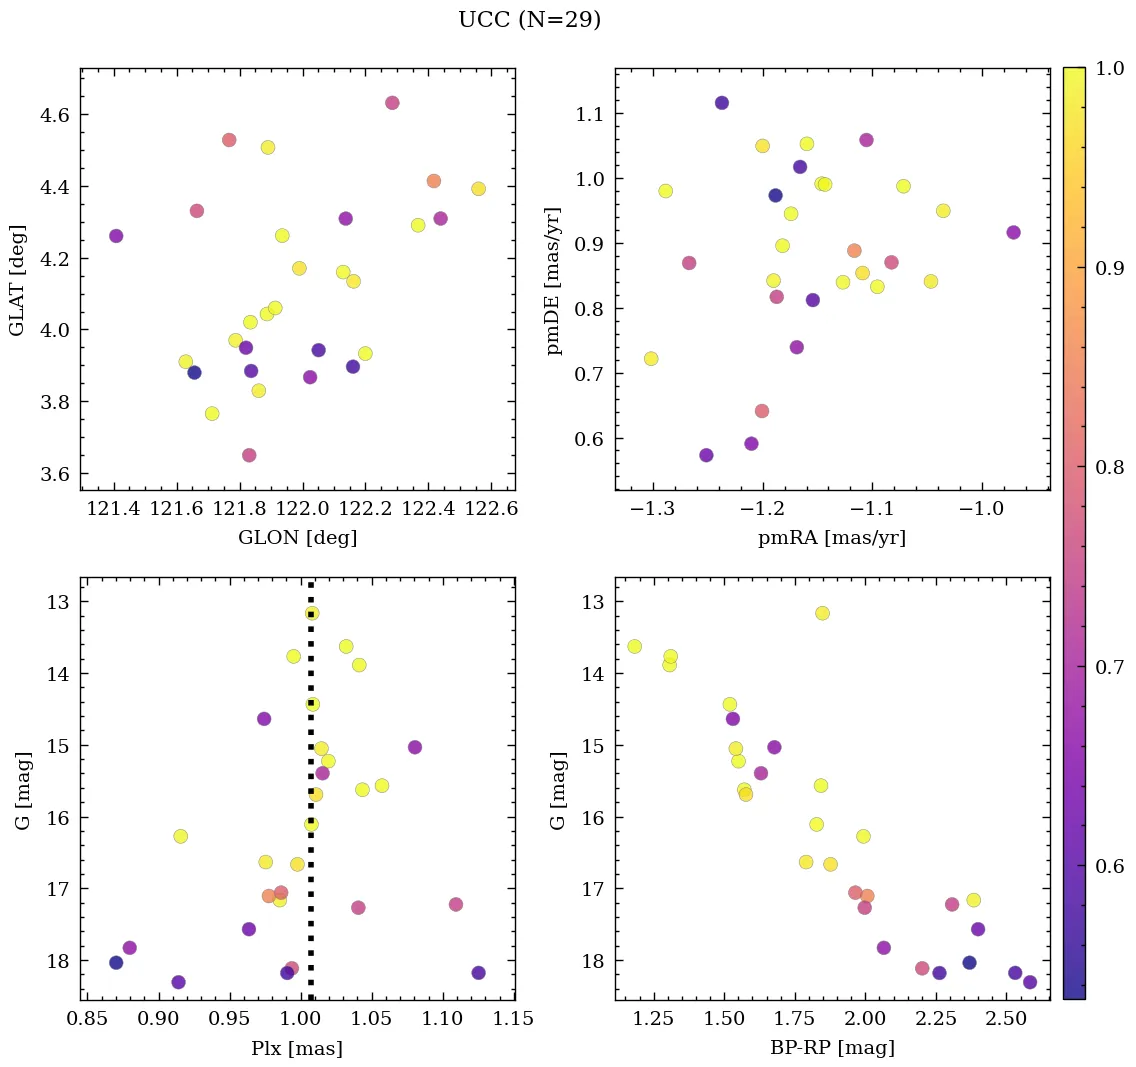 UCC (N=29)
4.6
4.4
4.2
4.0
3.8
3.6
GLAT [deg]
121.4 121.6 121.8 122.0 122.2 122.4 122.6
GLON [deg]
1.1
1.0
0.9
0.8
0.7
0.6
pmDE [mas/yr]
−1.3 −1.2 −1.1 −1.0
pmRA [mas/yr]
13
14
15
16
17
18
G [mag]
0.85 0.90 0.95 1.00 1.05 1.10 1.15
Plx [mas]
13
14
15
16
17
18
G [mag]
1.25 1.50 1.75 2.00 2.25 2.50
BP-RP [mag]
1.0
0.9
0.8
0.7
0.6